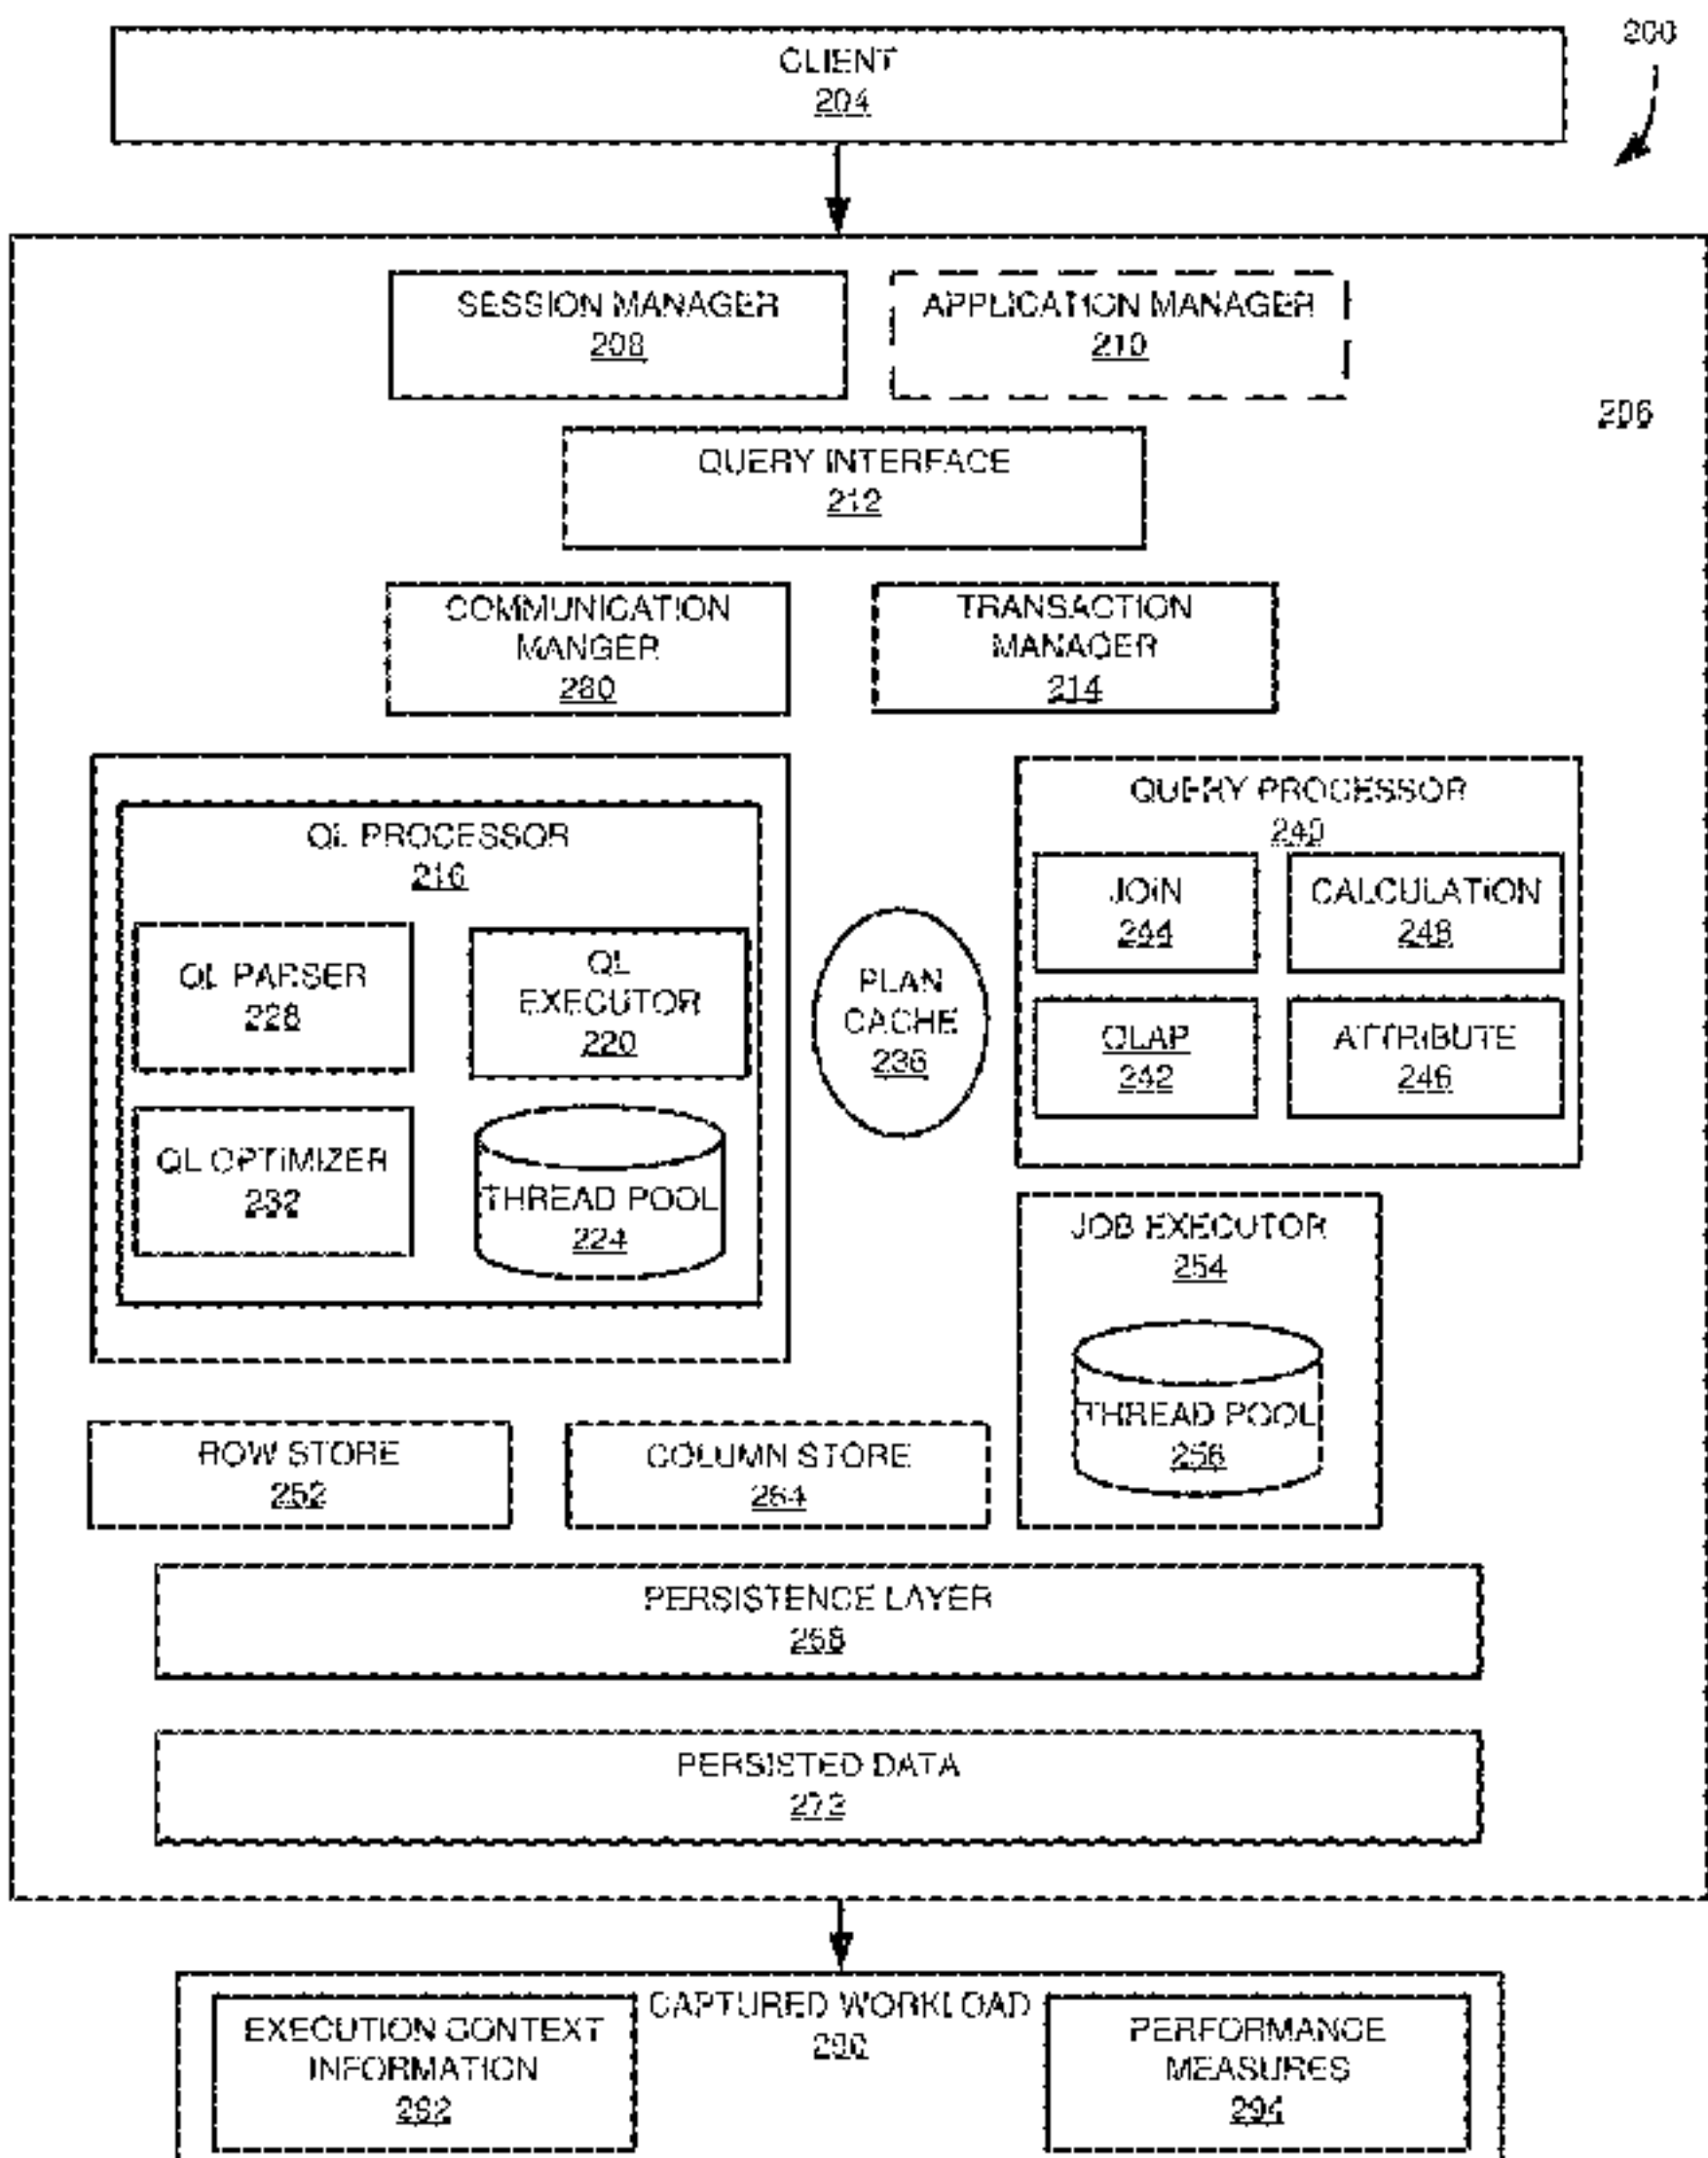 200
CLIENT
204
SESSION MANAGER
208
APPLICATION MANAGER
210
206
QUERY INTERFACE
212
COMMUNICATION
MANGER
280
TRANSACTION
MANAGER
214
QL PROCESSOR
216
QL PARSER
228
QL
EXECUTOR
220
QL OPTIMIZER
232
THREAD POOL
224
PLAN
CACHE
236
QUERY PROCESSOR
240
JOIN
244
CALCULATION
248
OLAP
242
ATTRIBUTE
246
JOB EXECUTOR
254
THREAD POOL
256
ROW STORE
262
COLUMN STORE
264
PERSISTENCE LAYER
268
PERSISTED DATA
272
CAPTURED WORKLOAD
290
EXECUTION CONTEXT
INFORMATION
292
PERFORMANCE
MEASURES
294